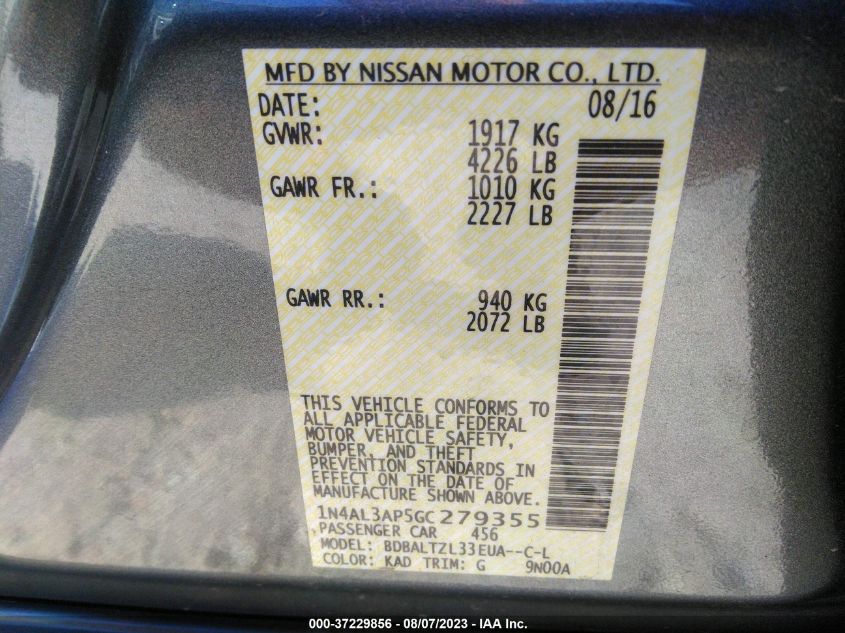 MFD BY NISSAN MOTOR CO., LTD.
DATE: 08/16
GVWR: 1917 KG
4226 LB
GAWR FR.: 1010 KG
2227 LB
GAWR RR.: 940 KG
2072 LB
THIS VEHICLE CONFORMS TO
ALL APPLICABLE FEDERAL
MOTOR VEHICLE SAFETY,
BUMPER, AND THEFT
PREVENTION STANDARDS IN
EFFECT ON THE DATE OF
MANUFACTURE SHOWN ABOVE.
1N4AL3AP5GC279355
PASSENGER CAR 456
MODEL: BDBALTZL33EUA--C-L
COLOR: KAD TRIM: G 9N00A
000-37229856 - 08/07/2023 - IAA Inc.